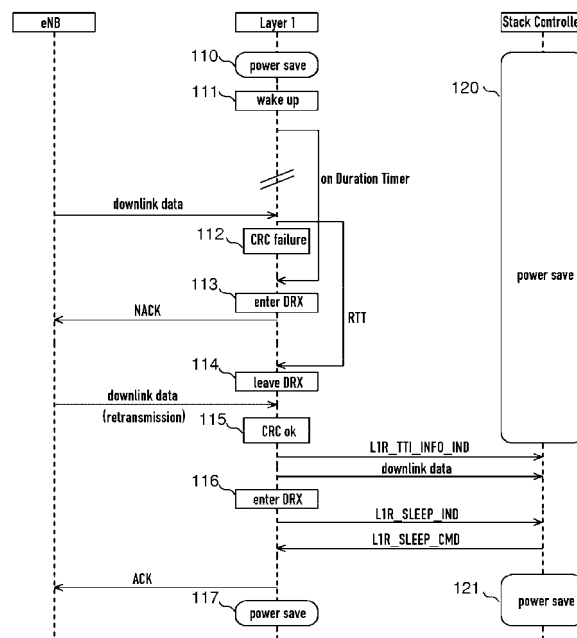 eNB
Layer 1
Stack Controlle
110
power save
111
wake up
120
on Duration Timer
downlink data
112
CRC failure
power save
113
enter DRX
NACK
RTT
114
leave DRX
downlink data
(retransmission)
115
CRC ok
L1R_TTI_INFO_IND
downlink data
116
enter DRX
L1R_SLEEP_IND
L1R_SLEEP_CMD
ACK
117
power save
121
power save